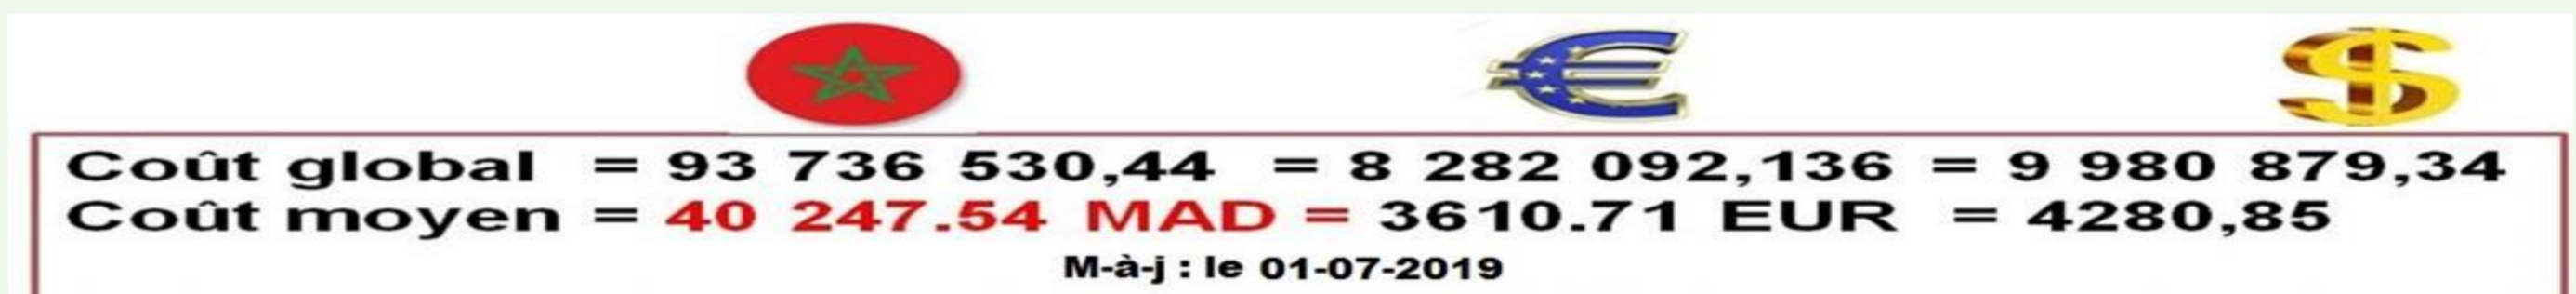 Coût global = 93 736 530,44 = 8 282 092,136 = 9 980 879,34
Coût moyen = 40 247.54 MAD = 3610.71 EUR = 4280,85
M-à-j : le 01-07-2019